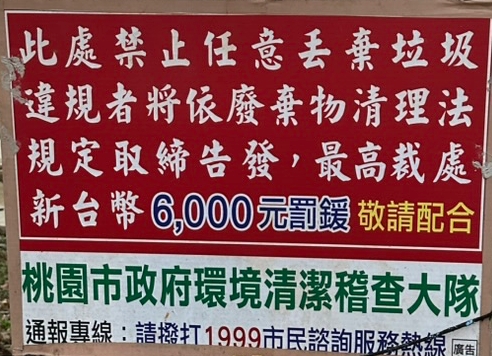 此處禁止任意丟棄垃圾
違規者將依廢棄物清理法
規定取締告發，最高裁處
新台幣6,000元罰鍰 敬請配合
桃園市政府環境清潔稽查大隊
通報專線：請撥打1999市民諮詢服務熱線 廣告